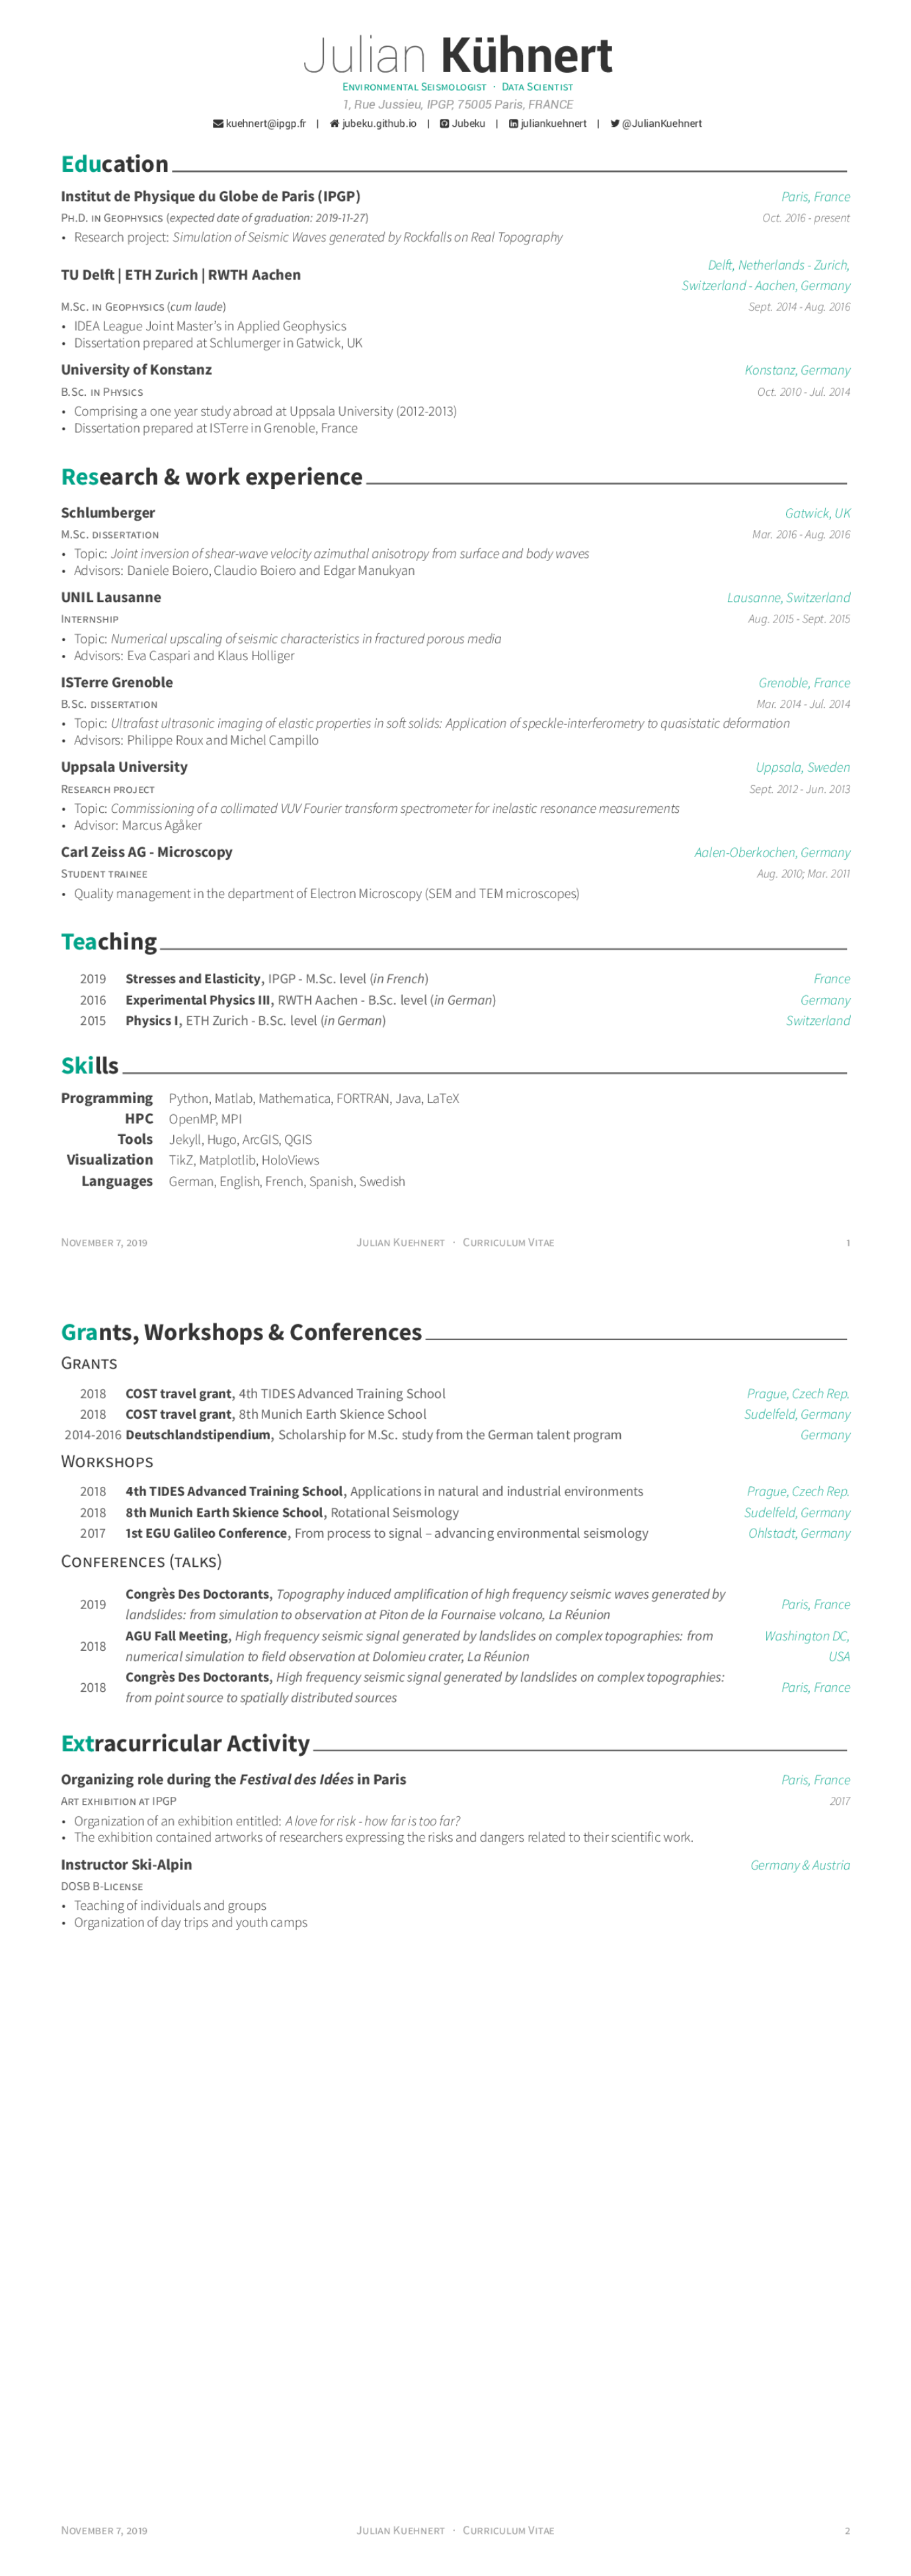 Julian Kühnert
Environmental Seismologist · Data Scientist
1, Rue Jussieu, IPGP, 75005 Paris, FRANCE
kuehnert@ipgp.fr | jubeku.github.io | Jubeku | juliankuehnert | @JulianKuehnert
Education
Institut de Physique du Globe de Paris (IPGP) Paris, France
Ph.D. in Geophysics (expected date of graduation: 2019-11-27) Oct. 2016 - present
• Research project: Simulation of Seismic Waves generated by Rockfalls on Real Topography
TU Delft | ETH Zurich | RWTH Aachen Delft, Netherlands - Zurich,
Switzerland - Aachen, Germany
M.Sc. in Geophysics (cum laude) Sept. 2014 - Aug. 2016
• IDEA League Joint Master's in Applied Geophysics
• Dissertation prepared at Schlumerger in Gatwick, UK
University of Konstanz Konstanz, Germany
B.Sc. in Physics Oct. 2010 - Jul. 2014
• Comprising a one year study abroad at Uppsala University (2012-2013)
• Dissertation prepared at ISTerre in Grenoble, France
Research & work experience
Schlumberger Gatwick, UK
M.Sc. dissertation Mar. 2016 - Aug. 2016
• Topic: Joint inversion of shear-wave velocity azimuthal anisotropy from surface and body waves
• Advisors: Daniele Boiero, Claudio Boiero and Edgar Manukyan
UNIL Lausanne Lausanne, Switzerland
Internship Aug. 2015 - Sept. 2015
• Topic: Numerical upscaling of seismic characteristics in fractured porous media
• Advisors: Eva Caspari and Klaus Holliger
ISTerre Grenoble Grenoble, France
B.Sc. dissertation Mar. 2014 - Jul. 2014
• Topic: Ultrafast ultrasonic imaging of elastic properties in soft solids: Application of speckle-interferometry to quasistatic deformation
• Advisors: Philippe Roux and Michel Campillo
Uppsala University Uppsala, Sweden
Research project Sept. 2012 - Jun. 2013
• Topic: Commissioning of a collimated VUV Fourier transform spectrometer for inelastic resonance measurements
• Advisor: Marcus Agåker
Carl Zeiss AG - Microscopy Aalen-Oberkochen, Germany
Student trainee Aug. 2010; Mar. 2011
• Quality management in the department of Electron Microscopy (SEM and TEM microscopes)
Teaching
2019 Stresses and Elasticity, IPGP - M.Sc. level (in French) France
2016 Experimental Physics III, RWTH Aachen - B.Sc. level (in German) Germany
2015 Physics I, ETH Zurich - B.Sc. level (in German) Switzerland
Skills
Programming Python, Matlab, Mathematica, FORTRAN, Java, LaTeX
HPC OpenMP, MPI
Tools Jekyll, Hugo, ArcGIS, QGIS
Visualization TikZ, Matplotlib, HoloViews
Languages German, English, French, Spanish, Swedish
November 7, 2019 Julian Kuehnert · Curriculum Vitae 1
Grants, Workshops & Conferences
Grants
2018 COST travel grant, 4th TIDES Advanced Training School Prague, Czech Rep.
2018 COST travel grant, 8th Munich Earth Skience School Sudelfeld, Germany
2014-2016 Deutschlandstipendium, Scholarship for M.Sc. study from the German talent program Germany
Workshops
2018 4th TIDES Advanced Training School, Applications in natural and industrial environments Prague, Czech Rep.
2018 8th Munich Earth Skience School, Rotational Seismology Sudelfeld, Germany
2017 1st EGU Galileo Conference, From process to signal – advancing environmental seismology Ohlstadt, Germany
Conferences (talks)
2019 Congrès Des Doctorants, Topography induced amplification of high frequency seismic waves generated by
landslides: from simulation to observation at Piton de la Fournaise volcano, La Réunion Paris, France
2018 AGU Fall Meeting, High frequency seismic signal generated by landslides on complex topographies: from Washington DC,
numerical simulation to field observation at Dolomieu crater, La Réunion USA
2018 Congrès Des Doctorants, High frequency seismic signal generated by landslides on complex topographies:
from point source to spatially distributed sources Paris, France
Extracurricular Activity
Organizing role during the Festival des Idées in Paris Paris, France
Art exhibition at IPGP 2017
• Organization of an exhibition entitled: A love for risk - how far is too far?
• The exhibition contained artworks of researchers expressing the risks and dangers related to their scientific work.
Instructor Ski-Alpin Germany & Austria
DOSB B-License
• Teaching of individuals and groups
• Organization of day trips and youth camps
November 7, 2019 Julian Kuehnert · Curriculum Vitae 2